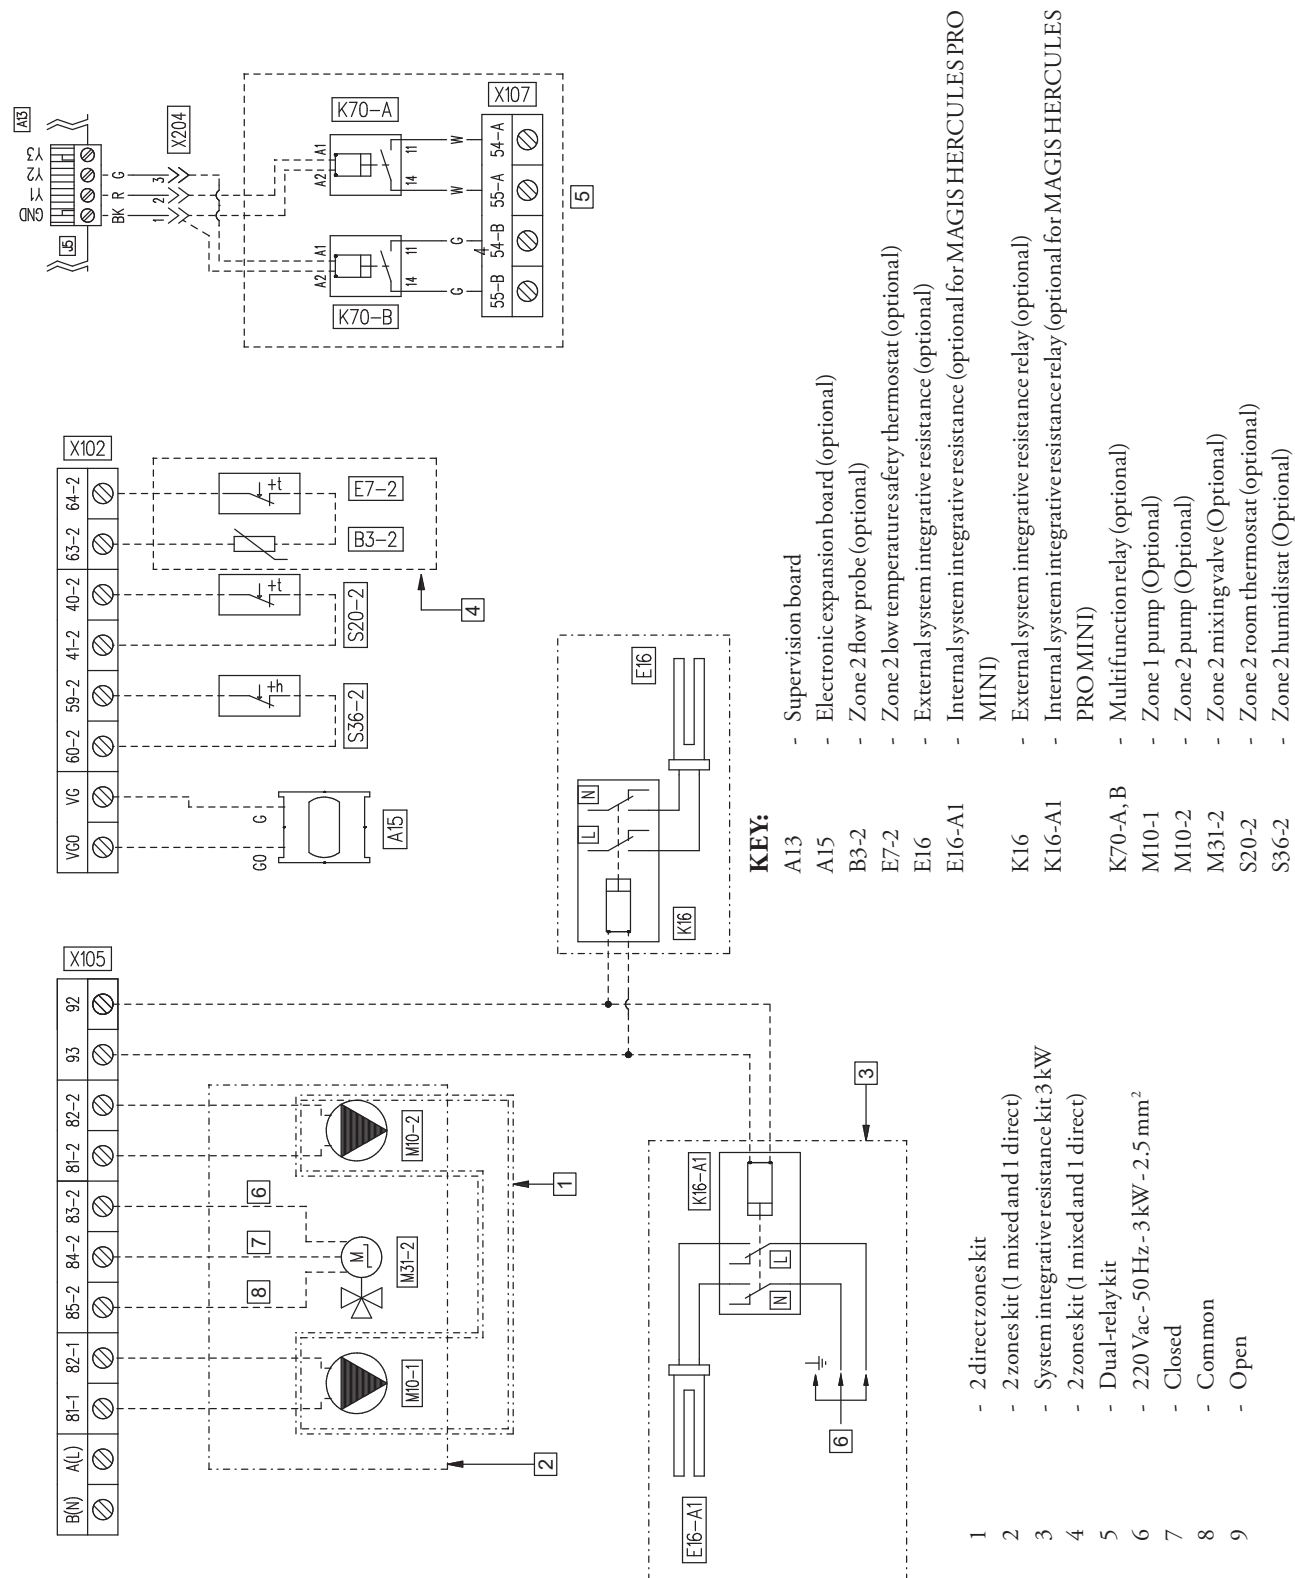 X105
B(N) A(L) 81-1 82-1 85-2 84-2 83-2 81-2 82-2 93 92
8 7 6
M10-1
M31-2
M10-2
2
1
X102
VG0 VG 60-2 59-2 41-2 40-2 63-2 64-2
G0 G
A15
+h
S36-2
+t
S20-2
B3-2
+t
E7-2
4
A13
J5
GND Y1 Y2 Y3
BK R G
1 2 3
X204
A2 A1
14 11
K70-B
A2 A1
14 11
K70-A
G G W W
4
X107
55-B 54-B 55-A 54-A
5
E16-A1
K16-A1
N L
6
3
K16
L N
E16
1 - 2 direct zones kit
2 - 2 zones kit (1 mixed and 1 direct)
3 - System integrative resistance kit 3 kW
4 - 2 zones kit (1 mixed and 1 direct)
5 - Dual-relay kit
6 - 220 Vac - 50 Hz - 3 kW - 2.5 mm²
7 - Closed
8 - Common
9 - Open
KEY:
A13 - Supervision board
A15 - Electronic expansion board (optional)
B3-2 - Zone 2 flow probe (optional)
E7-2 - Zone 2 low temperature safety thermostat (optional)
E16 - External system integrative resistance (optional)
E16-A1 - Internal system integrative resistance (optional for MAGIS HERCULES PRO
MINI)
K16 - External system integrative resistance relay (optional)
K16-A1 - Internal system integrative resistance relay (optional for MAGIS HERCULES
PRO MINI)
K70-A, B - Multifunction relay (optional)
M10-1 - Zone 1 pump (Optional)
M10-2 - Zone 2 pump (Optional)
M31-2 - Zone 2 mixing valve (Optional)
S20-2 - Zone 2 room thermostat (optional)
S36-2 - Zone 2 humidistat (Optional)